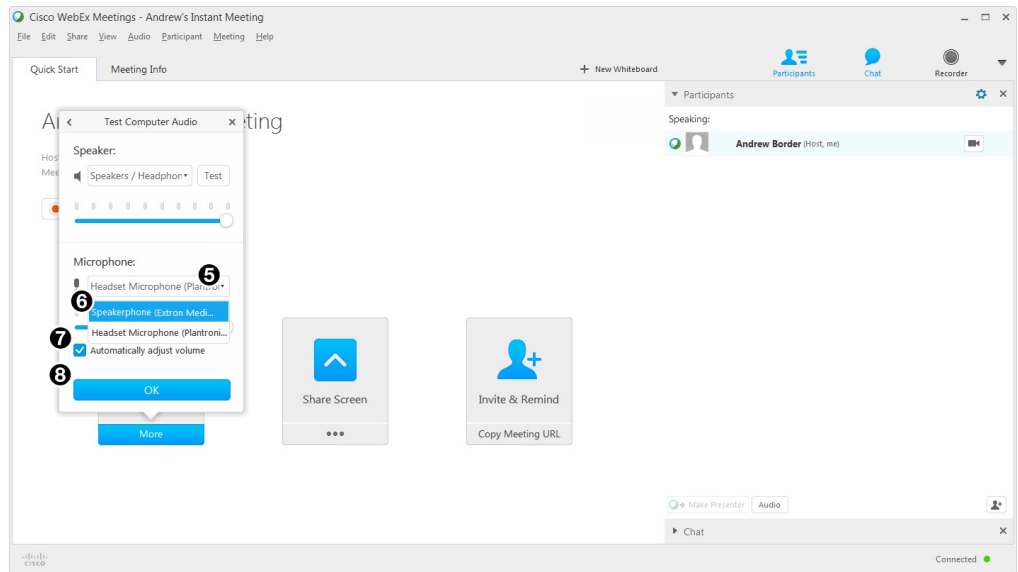 Cisco WebEx Meetings - Andrew's Instant Meeting
File Edit Share View Audio Participant Meeting Help
Quick Start Meeting Info + New Whiteboard Participants Chat Recorder
Participants
Speaking:
Andrew Border (Host, me)
eting
Test Computer Audio
Speaker:
Speakers / Headphor Test
Microphone:
5
Headset Microphone (Plantro
6
Speakerphone (Extron Medi...
Headset Microphone (Plantroni...
7
Automatically adjust volume
8
OK
More
Share Screen
Invite & Remind
Copy Meeting URL
Make Presenter Audio
Chat
cisco
Connected